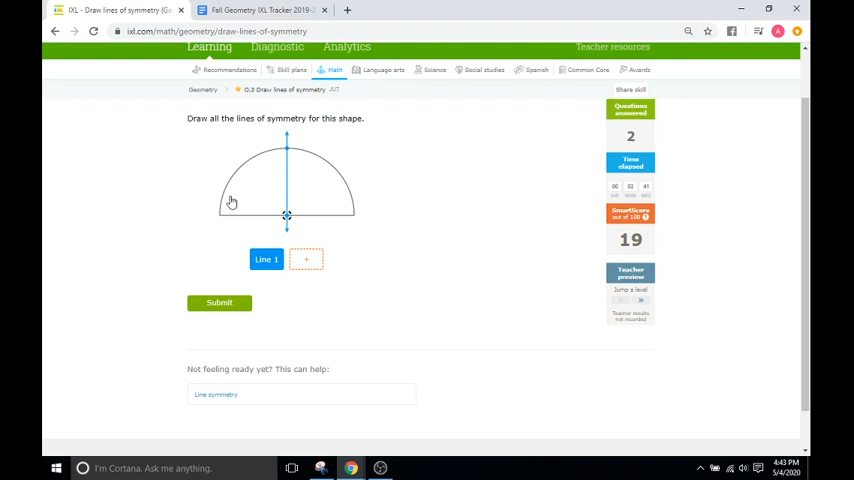 IXL - Draw lines of symmetry (Ge
Fall Geometry IXL Tracker 2019-2
ixl.com/math/geometry/draw-lines-of-symmetry
A
Learning Diagnostic Analytics Teacher resources
Recommendations Skill plans Math Language arts Science Social studies Spanish Common Core Awards
Geometry > O.3 Draw lines of symmetry JU7
Share skill
Draw all the lines of symmetry for this shape.
Questions
answered
2
Time
elapsed
00 02 41
HR MIN SEC
SmartScore
out of 100 ?
19
Line 1 +
Teacher
preview
Jump a level
»
Teacher results
not recorded
Submit
Not feeling ready yet? This can help:
Line symmetry
I'm Cortana. Ask me anything.
4:43 PM
5/4/2020